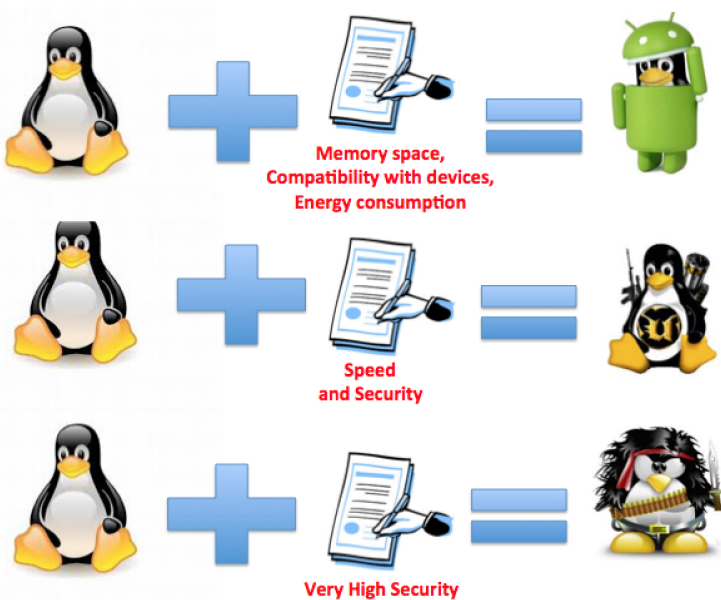 Memory space,
Compatibility with devices,
Energy consumption
Speed
and Security
Very High Security